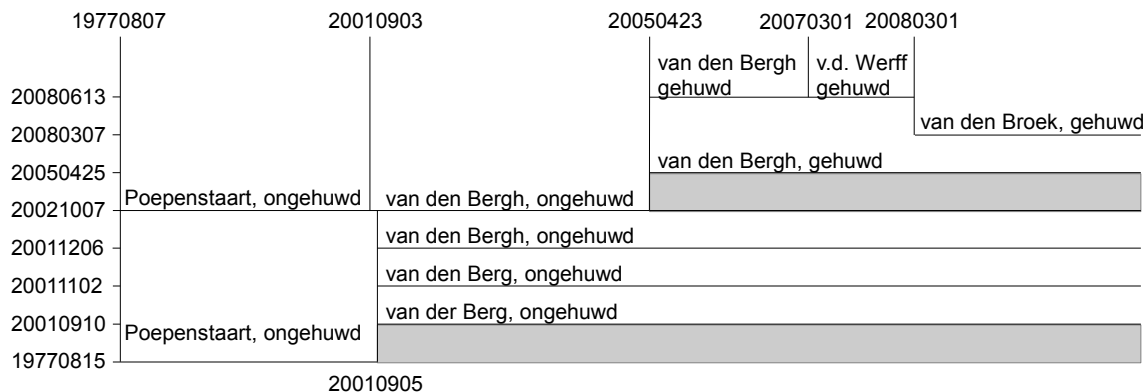 19770807 20010903 20050423 20070301 20080301
van den Bergh v.d. Werff
gehuwd gehuwd
20080613
van den Broek, gehuwd
20080307
van den Bergh, gehuwd
20050425
Poepenstaart, ongehuwd van den Bergh, ongehuwd
20021007
van den Bergh, ongehuwd
20011206
van den Berg, ongehuwd
20011102
van der Berg, ongehuwd
20010910
Poepenstaart, ongehuwd
19770815
20010905